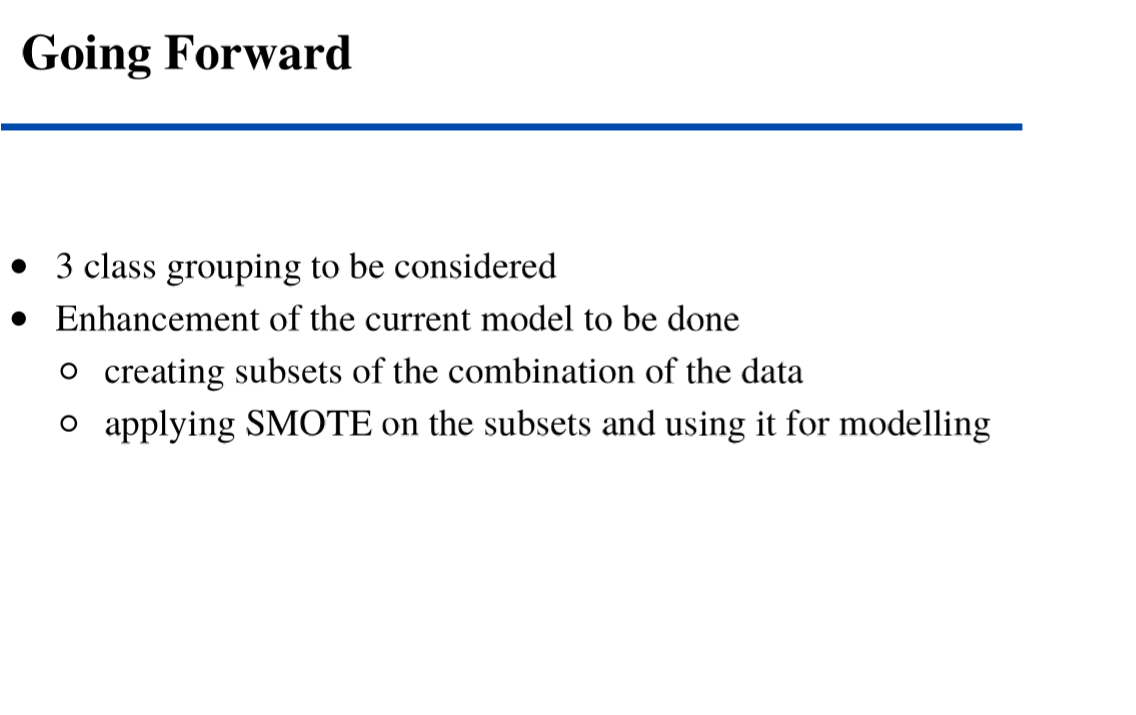 Going Forward
● 3 class grouping to be considered
● Enhancement of the current model to be done
○ creating subsets of the combination of the data
○ applying SMOTE on the subsets and using it for modelling